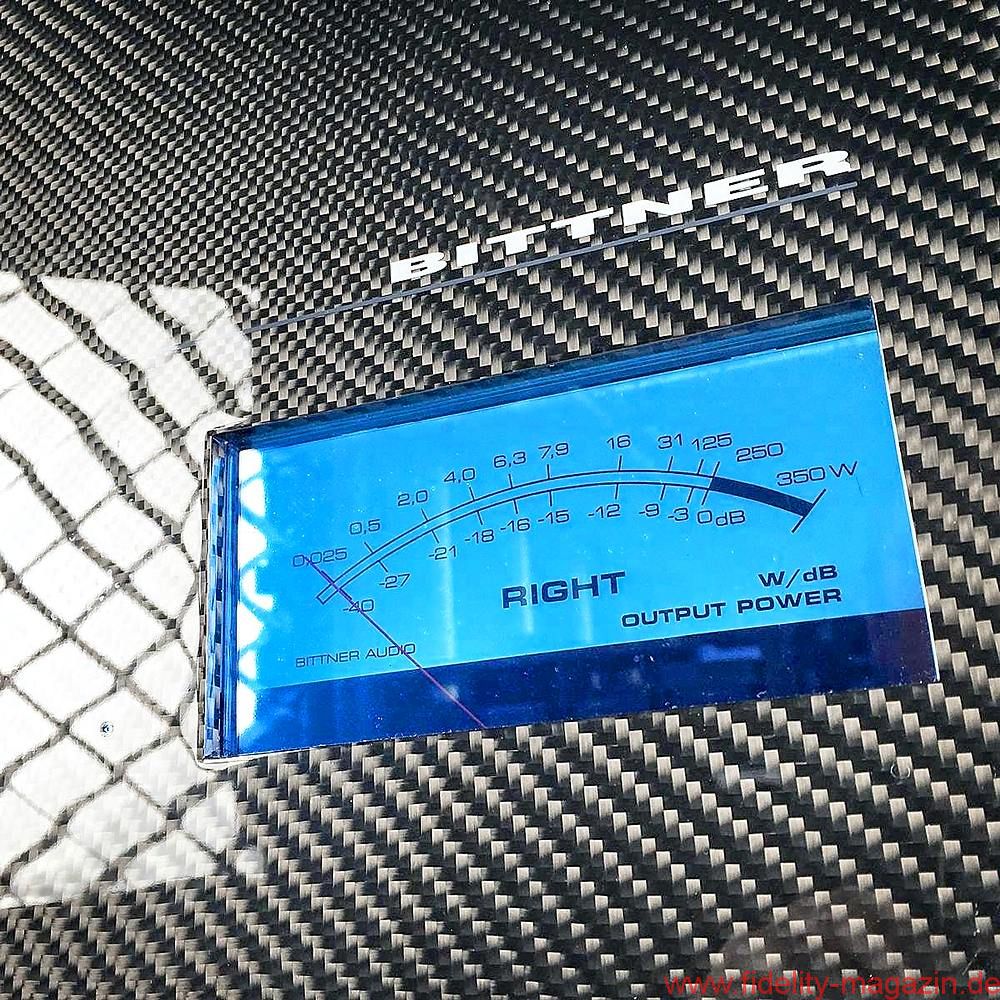 BITTNER
0,025 0,5 2,0 4,0 6,3 7,9 16 31 125 250 350 W
-40 -27 -21 -18 -16 -15 -12 -9 -3 0dB
RIGHT
W/dB
OUTPUT POWER
BITTNER AUDIO
www.fidelity-magazin.de